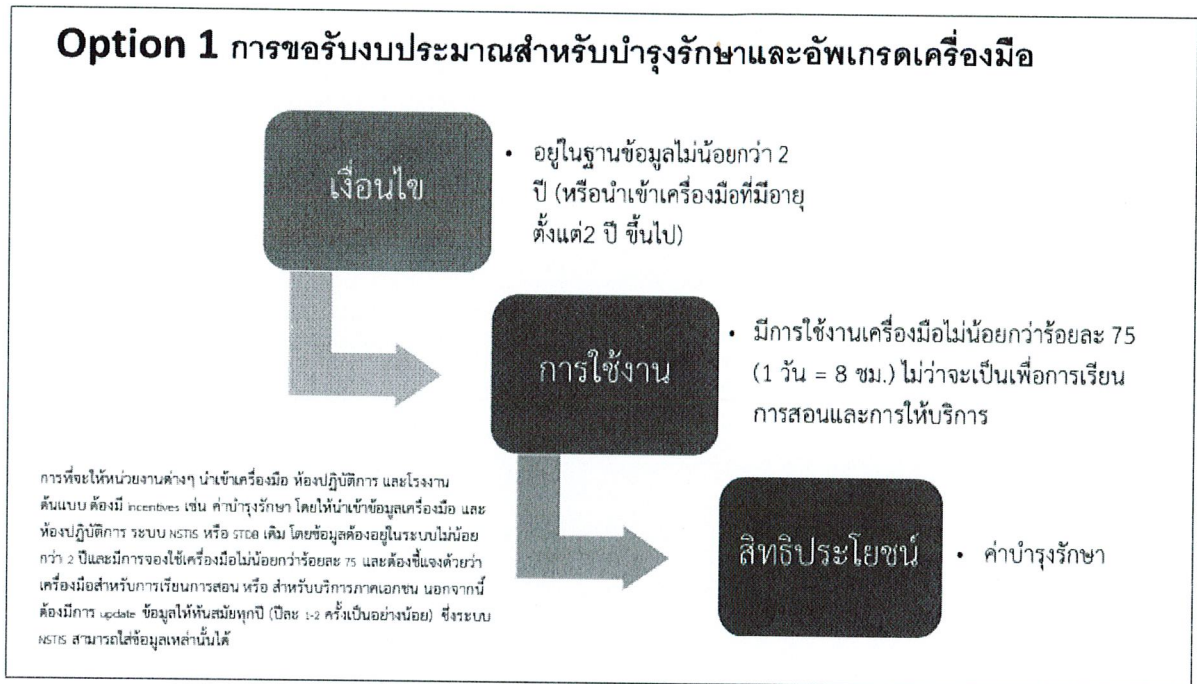 Option 1 การขอรับงบประมาณสำหรับบำรุงรักษาและอัพเกรดเครื่องมือ
เงื่อนไข
• อยู่ในฐานข้อมูลไม่น้อยกว่า 2
ปี (หรือนำเข้าเครื่องมือที่มีอายุ
ตั้งแต่2 ปี ขึ้นไป)
การใช้งาน
• มีการใช้งานเครื่องมือไม่น้อยกว่าร้อยละ 75
(1 วัน = 8 ชม.) ไม่ว่าจะเป็นเพื่อการเรียน
การสอนและการให้บริการ
การที่จะให้หน่วยงานต่างๆ นำเข้าเครื่องมือ ห้องปฏิบัติการ และโรงงาน
ต้นแบบ ต้องมี incentives เช่น ค่าบำรุงรักษา โดยให้นำเข้าข้อมูลเครื่องมือ และ
ห้องปฏิบัติการ ระบบ NSTIS หรือ STDB เดิม โดยข้อมูลต้องอยู่ในระบบไม่น้อย
กว่า 2 ปีและมีการจองใช้เครื่องมือไม่น้อยกว่าร้อยละ 75 และต้องชี้แจงด้วยว่า
เครื่องมือสำหรับการเรียนการสอน หรือ สำหรับบริการภาคเอกชน นอกจากนี้
ต้องมีการ update ข้อมูลให้ทันสมัยทุกปี (ปีละ 1-2 ครั้งเป็นอย่างน้อย) ซึ่งระบบ
NSTIS สามารถใส่ข้อมูลเหล่านั้นได้
สิทธิประโยชน์
• ค่าบำรุงรักษา